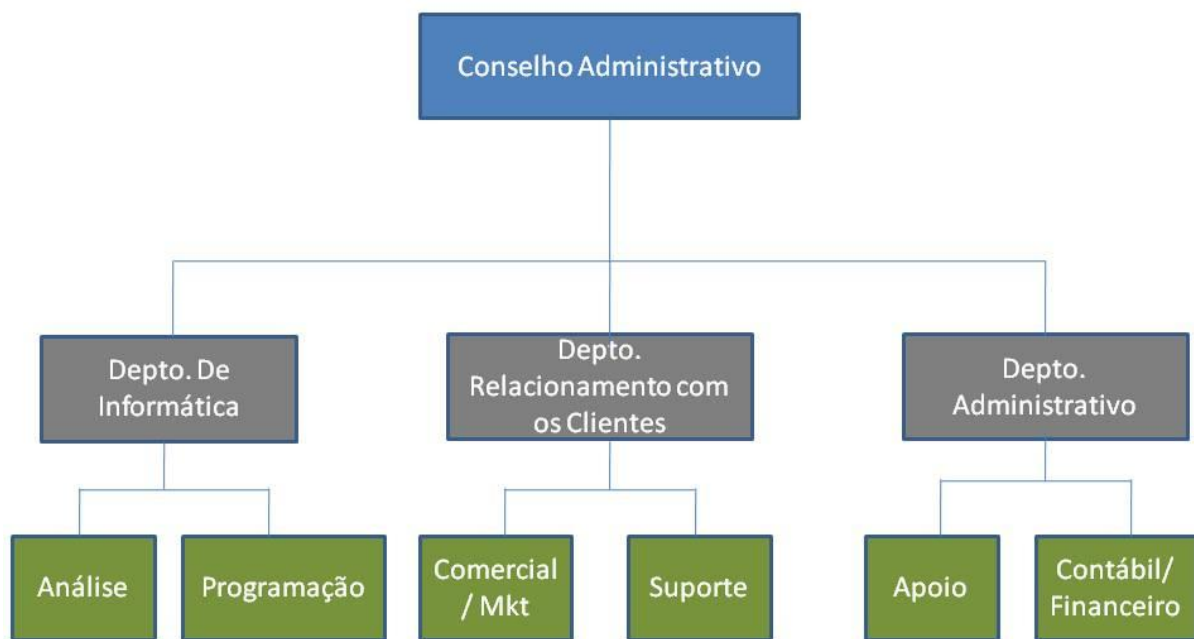 Conselho Administrativo
Depto. De
Informática
Depto.
Relacionamento com
os Clientes
Depto.
Administrativo
Análise
Programação
Comercial
/ Mkt
Suporte
Apoio
Contábil/
Financeiro